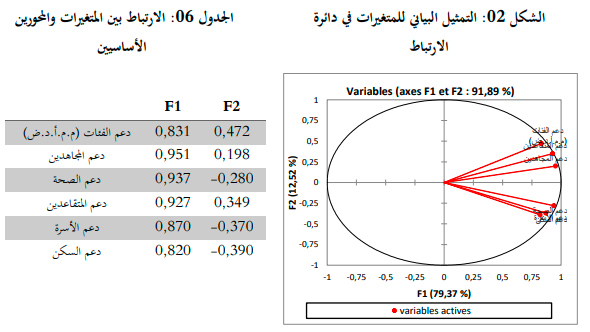 الشكل 02: التمثيل البياني للمتغيرات في دائرة
الارتباط
Variables (axes F1 et F2 : 91,89 %)
1
0,75
0,5
0,25
0
-0,25
-0,5
-0,75
-1
F2 (12,52 %)
دعم الفئات
دعم المتقاعدين
دعم المجاهدين
-1 -0,75 -0,5 -0,25 0 0,25 0,5 0,75 1
F1 (79,37 %)
variables actives
الجدول 06: الارتباط بين المتغيرات والمحورين
الأساسيين
F1 F2
دعم الفئات (م.م.أ.د.ض) 0,831 0,472
دعم المجاهدين 0,951 0,198
دعم الصحة 0,937 -0,280
دعم المتقاعدين 0,927 0,349
دعم الأسرة 0,870 -0,370
دعم السكن 0,820 -0,390